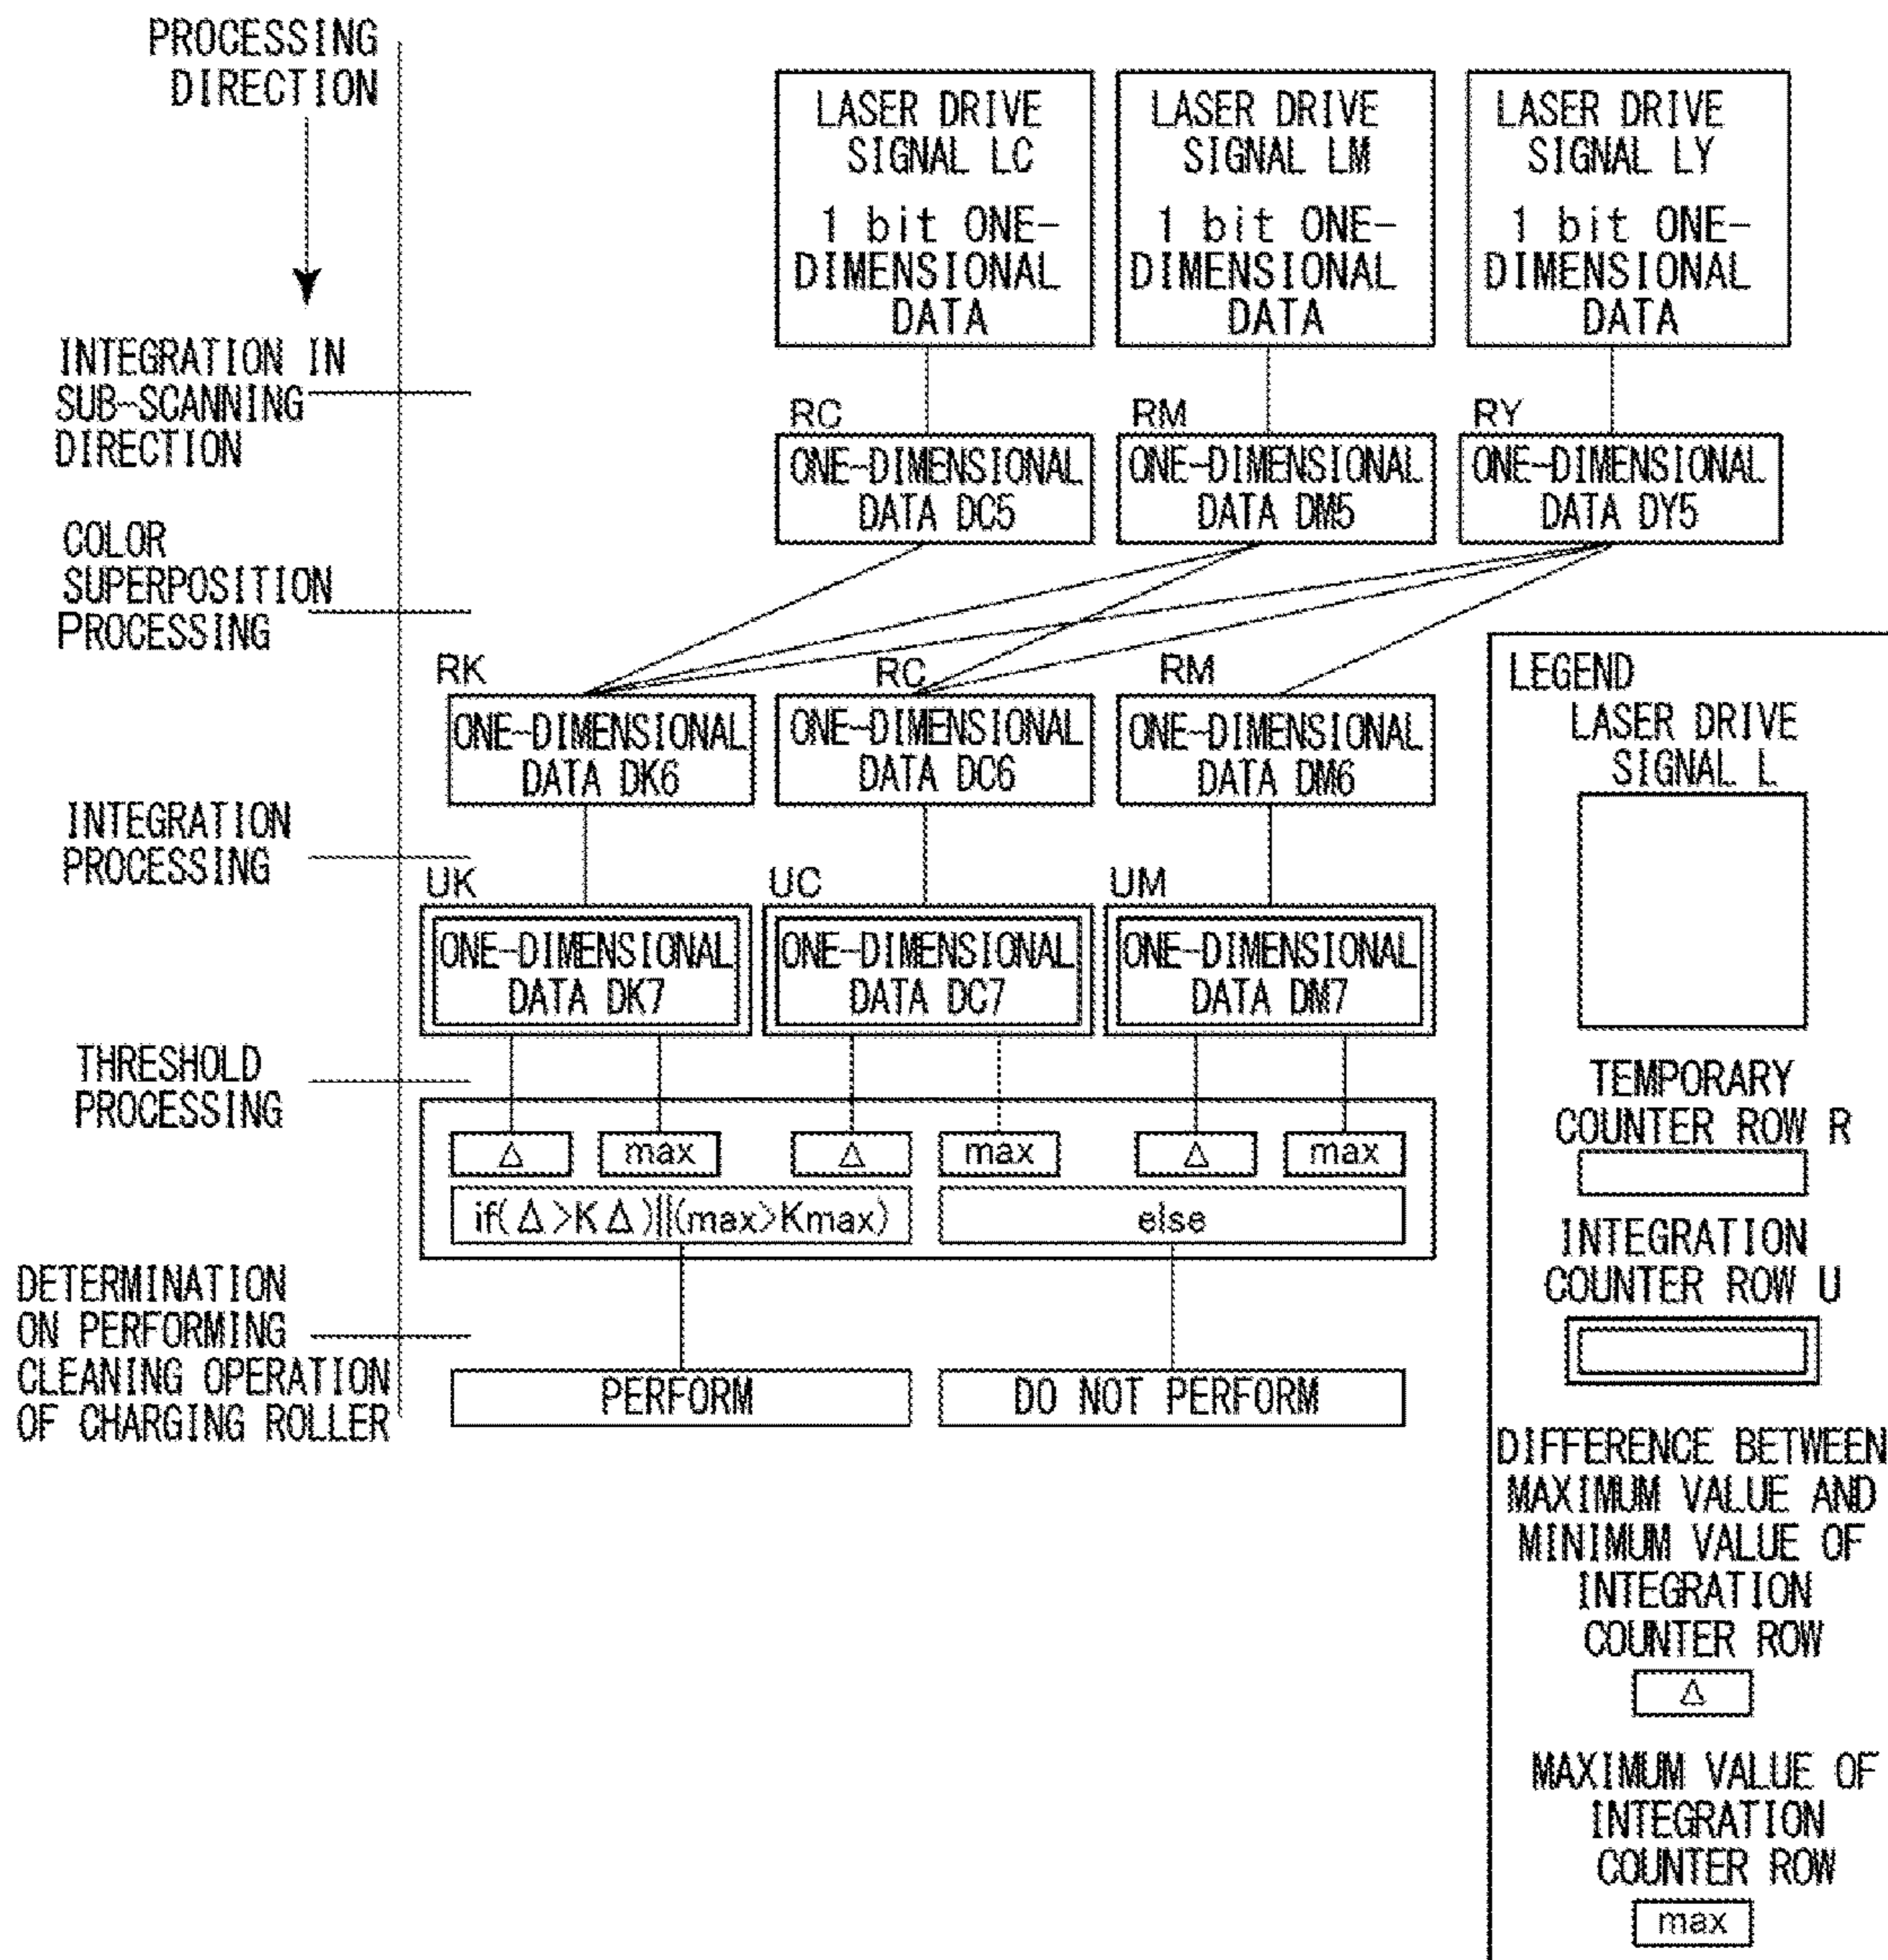 PROCESSING
DIRECTION
LASER DRIVE
SIGNAL LC
1 bit ONE-
DIMENSIONAL
DATA
LASER DRIVE
SIGNAL LM
1 bit ONE-
DIMENSIONAL
DATA
LASER DRIVE
SIGNAL LY
1 bit ONE-
DIMENSIONAL
DATA
INTEGRATION IN
SUB-SCANNING
DIRECTION
RC
ONE-DIMENSIONAL
DATA DC5
RM
ONE-DIMENSIONAL
DATA DM5
RY
ONE-DIMENSIONAL
DATA DY5
COLOR
SUPERPOSITION
PROCESSING
RK
ONE-DIMENSIONAL
DATA DK6
RC
ONE-DIMENSIONAL
DATA DC6
RM
ONE-DIMENSIONAL
DATA DM6
INTEGRATION
PROCESSING
UK
ONE-DIMENSIONAL
DATA DK7
UC
ONE-DIMENSIONAL
DATA DC7
UM
ONE-DIMENSIONAL
DATA DM7
THRESHOLD
PROCESSING
Δ
max
Δ
max
Δ
max
if(Δ>KΔ)||(max>Kmax)
else
DETERMINATION
ON PERFORMING
CLEANING OPERATION
OF CHARGING ROLLER
PERFORM
DO NOT PERFORM
LEGEND
LASER DRIVE
SIGNAL L
TEMPORARY
COUNTER ROW R
INTEGRATION
COUNTER ROW U
DIFFERENCE BETWEEN
MAXIMUM VALUE AND
MINIMUM VALUE OF
INTEGRATION
COUNTER ROW
Δ
MAXIMUM VALUE OF
INTEGRATION
COUNTER ROW
max